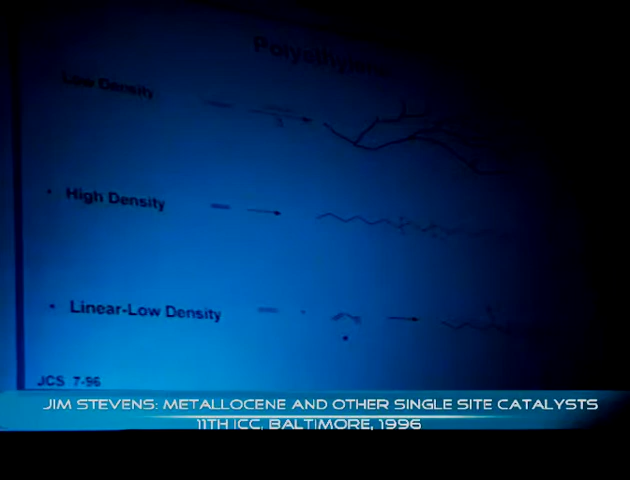 Polyethylene
Low Density
• High Density
• Linear-Low Density
JCS 7-96
JIM STEVENS: METALLOCENE AND OTHER SINGLE SITE CATALYSTS
11TH ICC, BALTIMORE, 1996